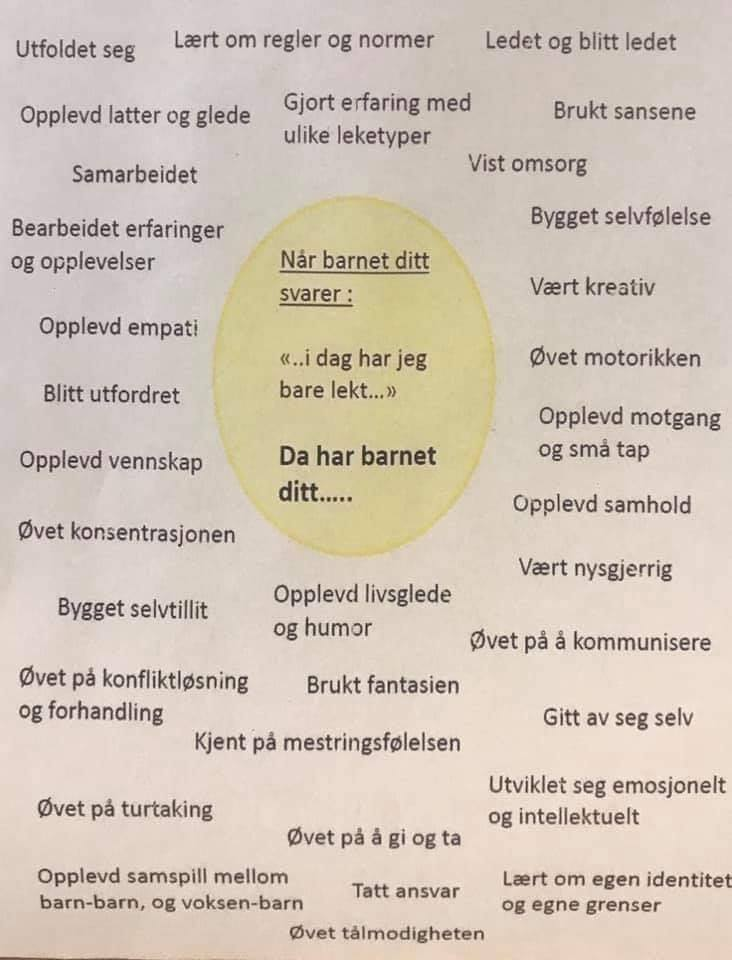 Utfoldet seg
Lært om regler og normer
Ledet og blitt ledet
Opplevd latter og glede
Gjort erfaring med
ulike leketyper
Brukt sansene
Samarbeidet
Vist omsorg
Bearbeidet erfaringer
og opplevelser
Bygget selvfølelse
Når barnet ditt
svarer :
«..i dag har jeg
bare lekt...»
Da har barnet
ditt.....
Vært kreativ
Opplevd empati
Øvet motorikken
Blitt utfordret
Opplevd motgang
og små tap
Opplevd vennskap
Opplevd samhold
Øvet konsentrasjonen
Vært nysgjerrig
Bygget selvtillit
Opplevd livsglede
og humor
Øvet på å kommunisere
Øvet på konfliktløsning
og forhandling
Brukt fantasien
Gitt av seg selv
Kjent på mestringsfølelsen
Utviklet seg emosjonelt
og intellektuelt
Øvet på turtaking
Øvet på å gi og ta
Opplevd samspill mellom
barn-barn, og voksen-barn
Tatt ansvar
Lært om egen identitet
og egne grenser
Øvet tålmodigheten